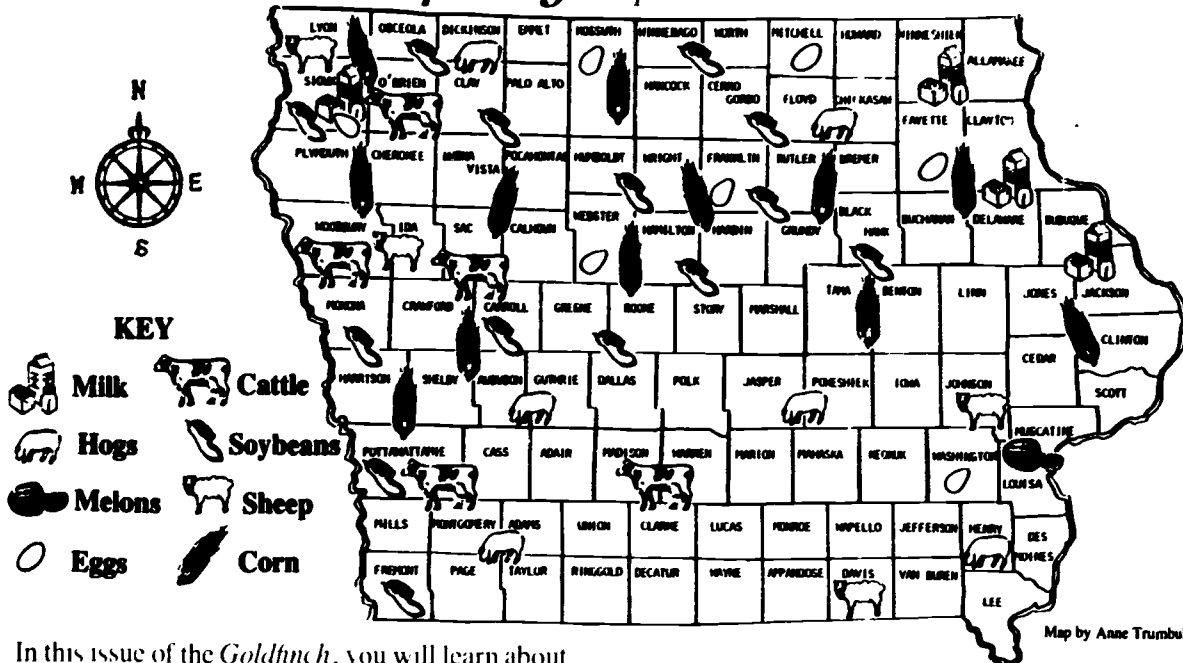 LYON OSCEOLA DICKINSON EMMET KOSSUTH WINNEBAGO WORTH MITCHELL HOWARD WINNESHIEK ALLAMAKEE
SIOUX O'BRIEN CLAY PALO ALTO HANCOCK CERRO GORDO FLOYD CHICKASAW
FAYETTE CLAYTON
PLYMOUTH CHEROKEE BUENA VISTA POCAHONTAS HUMBOLDT WRIGHT FRANKLIN BUTLER BREMER
WOODBURY IDA SAC CALHOUN WEBSTER HAMILTON HARDIN GRUNDY BLACK HAWK BUCHANAN DELAWARE DUBUQUE
MONONA CRAWFORD CARROLL GREENE BOONE STORY MARSHALL TAMA BENTON LINN JONES JACKSON
CLINTON
CEDAR
HARRISON SHELBY AUDUBON GUTHRIE DALLAS POLK JASPER POWESHIEK IOWA JOHNSON SCOTT
MUSCATINE
POTTAWATTAMIE CASS ADAIR MADISON WARREN MARION MAHASKA KEOKUK WASHINGTON
LOUISA
MILLS MONTGOMERY ADAMS UNION CLARKE LUCAS MONROE WAPELLO JEFFERSON HENRY DES MOINES
FREMONT PAGE TAYLOR RINGGOLD DECATUR WAYNE APPANOOSE DAVIS VAN BUREN
LEE
N
W E
S
KEY
Milk Cattle
Hogs Soybeans
Melons Sheep
Eggs Corn
Map by Anne Trumbu
In this issue of the Goldfinch, you will learn about